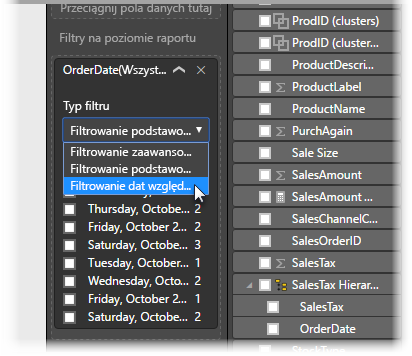 Przeciągnij pola danych tutaj
Filtry na poziomie raportu
OrderDate(Wszyst...
Typ filtru
Filtrowanie podstawo...
Filtrowanie zaawanso...
Filtrowanie podstawo...
Filtrowanie dat względ...
Thursday, Octobe... 2
Friday, October 2... 2
Saturday, Octobe... 3
Tuesday, October... 1
Wednesday, Octo... 2
Friday, October 2... 1
Saturday, Octobe... 2
ProdID (clusters)
ProdID (cluster...
ProductDescri...
ProductLabel
ProductName
PurchAgain
Sale Size
SalesAmount
SalesAmount ...
SalesChannelC...
SalesOrderID
SalesTax
SalesTax Hierar...
SalesTax
OrderDate